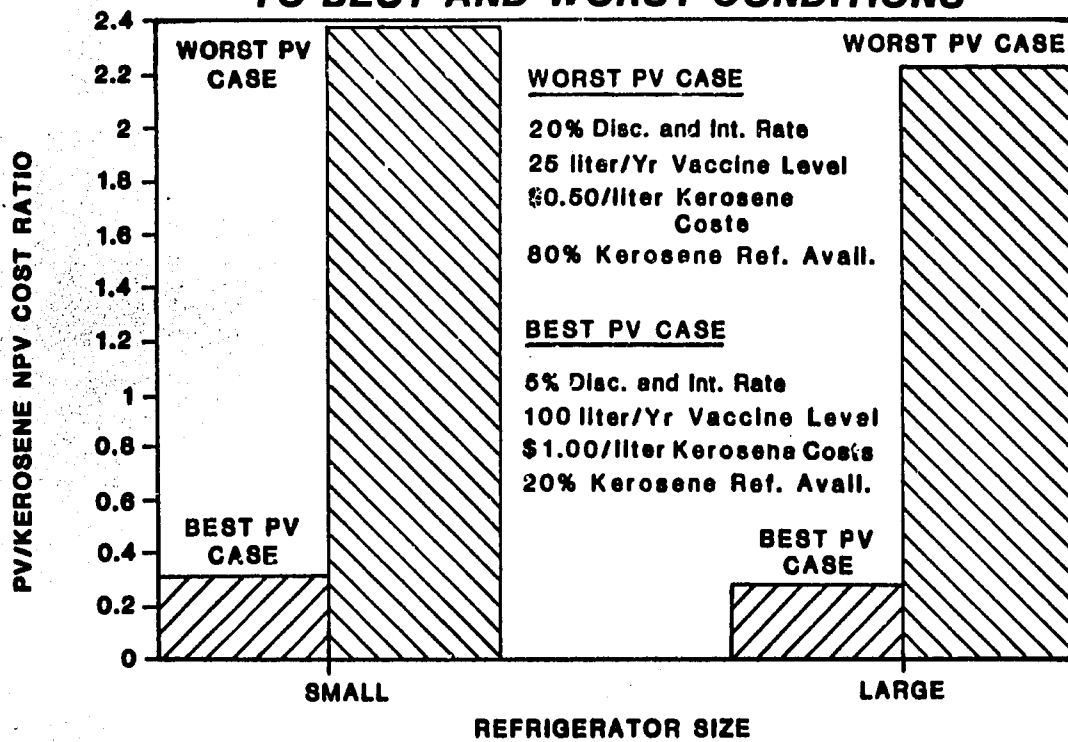 TO BEST AND WORST CONDITIONS
2.4
2.2
2
1.8
1.6
1.4
1.2
1
0.8
0.6
0.4
0.2
0
PV/KEROSENE NPV COST RATIO
WORST PV
CASE
BEST PV
CASE
WORST PV CASE
20% Disc. and Int. Rate
25 liter/Yr Vaccine Level
$0.50/liter Kerosene
Costs
80% Kerosene Ref. Avail.
BEST PV CASE
5% Disc. and Int. Rate
100 liter/Yr Vaccine Level
$1.00/liter Kerosene Costs
20% Kerosene Ref. Avail.
WORST PV CASE
BEST PV
CASE
SMALL
LARGE
REFRIGERATOR SIZE